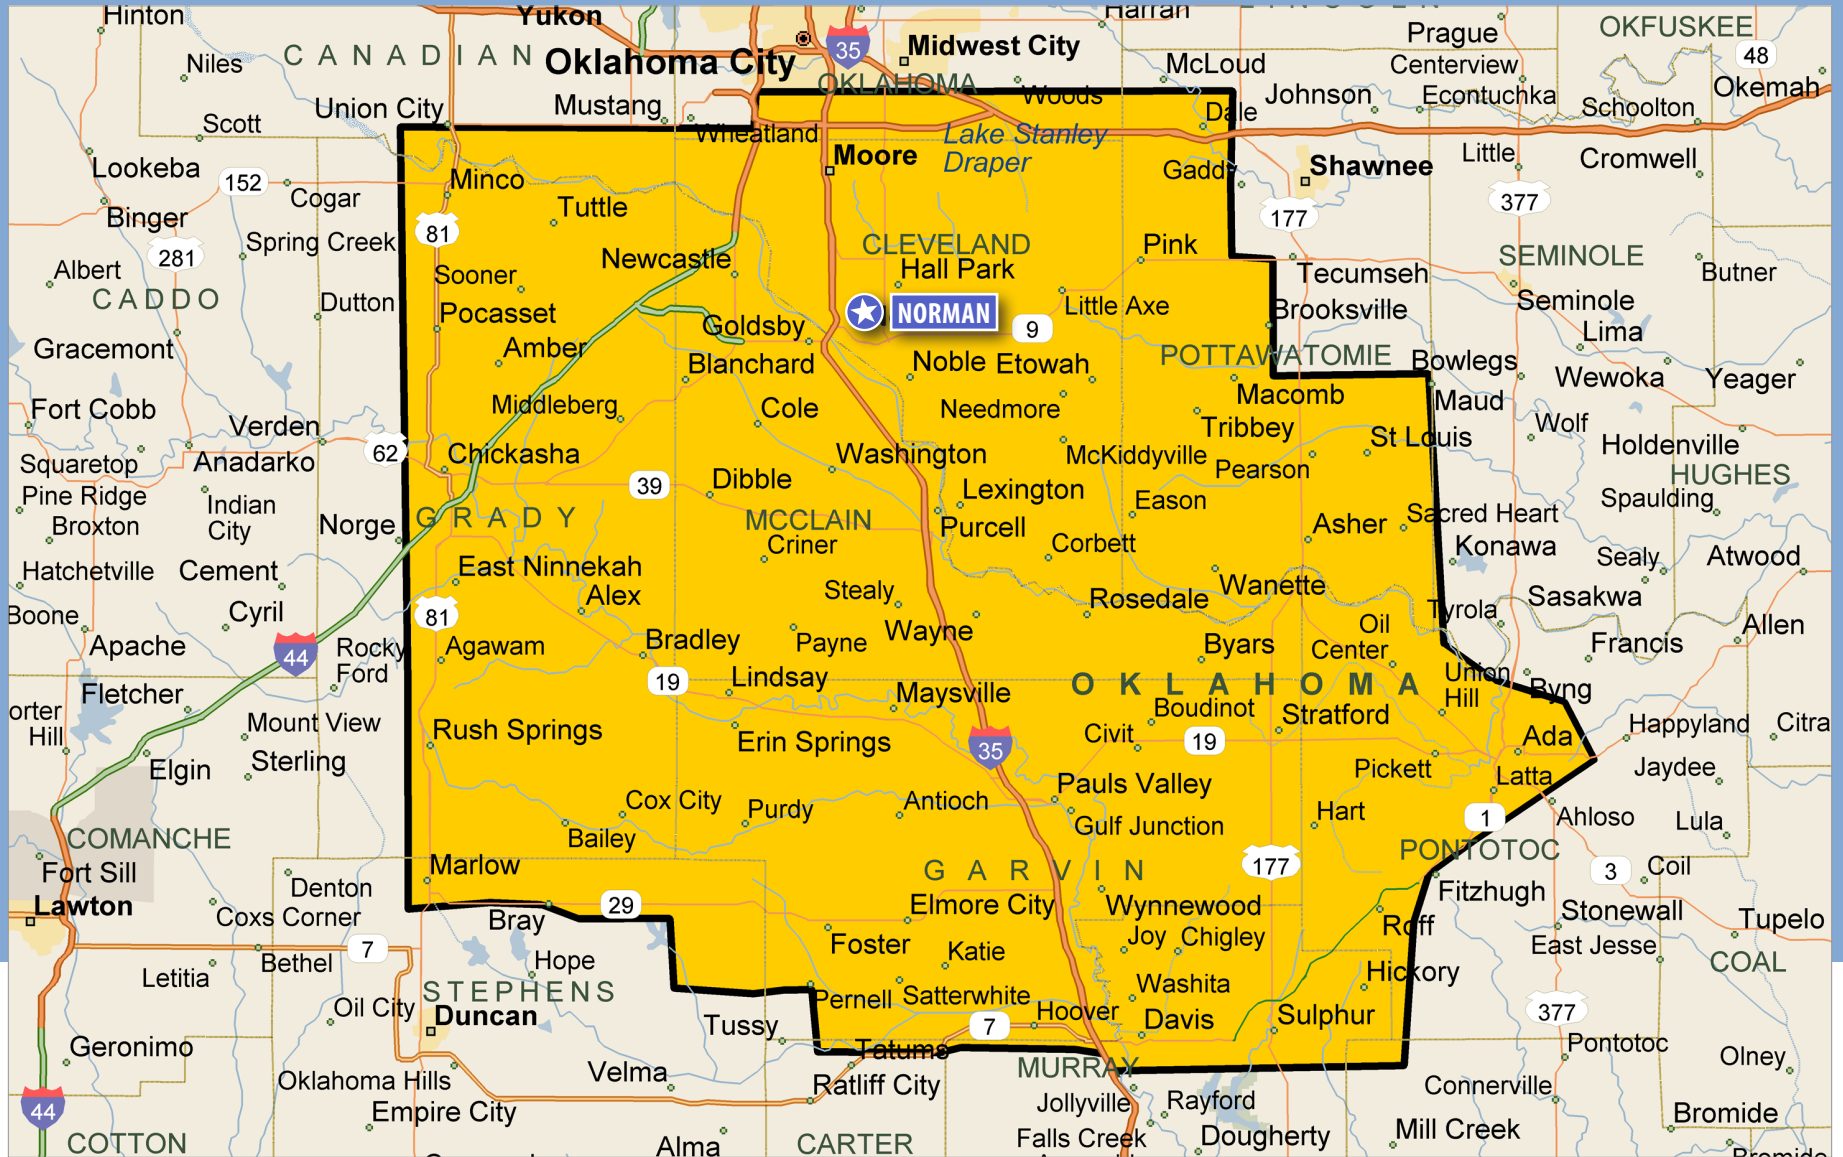 Hinton
Yukon
Harrah
LINCOLN
OKFUSKEE
Prague
Niles
CANADIAN
Oklahoma City
35
Midwest City
McLoud
Centerview
48
Okemah
Union City
Mustang
OKLAHOMA
Woods
Dale
Johnson
Econtuchka
Schoolton
Scott
Wheatland
Lake Stanley
Draper
Moore
Gaddy
Shawnee
Little
Cromwell
Lookeba
152
Cogar
Minco
Tuttle
177
377
Binger
281
Spring Creek
81
CLEVELAND
Hall Park
Pink
Tecumseh
SEMINOLE
Butner
Albert
CADDO
Dutton
Sooner
Newcastle
Pocasset
NORMAN
Little Axe
9
Brooksville
Seminole
Lima
Gracemont
Amber
Goldsby
Blanchard
Noble
Etowah
POTTAWATOMIE
Bowlegs
Wewoka
Yeager
Fort Cobb
Verden
Middleberg
Cole
Needmore
Macomb
Tribbey
Maud
Wolf
62
Squaretop
Anadarko
Chickasha
Washington
McKiddyville
Pearson
St Louis
Holdenville
HUGHES
Pine Ridge
Broxton
Indian
City
Norge
39
Dibble
Lexington
Eason
Spaulding
GRADY
MCCLAIN
Criner
Purcell
Corbett
Asher
Sacred Heart
Konawa
Sealy
Atwood
Hatchetville
Cement
East Ninnekah
Alex
Stealy
Rosedale
Wanette
Tyrola
Sasakwa
Boone
Cyril
81
Apache
44
Rocky
Ford
Agawam
Bradley
Payne
Wayne
Byars
Oil
Center
Francis
Allen
Fletcher
19
Lindsay
Maysville
OKLAHOMA
Union
Hill
Byng
orter
Hill
Mount View
Rush Springs
Erin Springs
35
Boudinot
Civit
19
Stratford
Ada
Happyland
Citra
Elgin
Sterling
Pauls Valley
Pickett
Latta
Jaydee
Cox City
Purdy
Antioch
Gulf Junction
Hart
1
Ahloso
Lula
COMANCHE
Bailey
Fort Sill
Marlow
GARVIN
177
PONTOTOC
3
Coil
Lawton
Denton
Coxs Corner
Bray
29
Elmore City
Wynnewood
Fitzhugh
Stonewall
Tupelo
7
Bethel
Letitia
Hope
Foster
Katie
Joy
Chigley
Roff
East Jesse
COAL
STEPHENS
Oil City
Duncan
Pernell
Satterwhite
Washita
Hickory
377
Tussy
7
Hoover
Davis
Sulphur
Geronimo
Tatums
MURRAY
Pontotoc
Olney
44
Oklahoma Hills
Velma
Ratliff City
Connerville
Empire City
Jollyville
Rayford
Bromide
COTTON
Alma
CARTER
Falls Creek
Dougherty
Mill Creek
Bromide